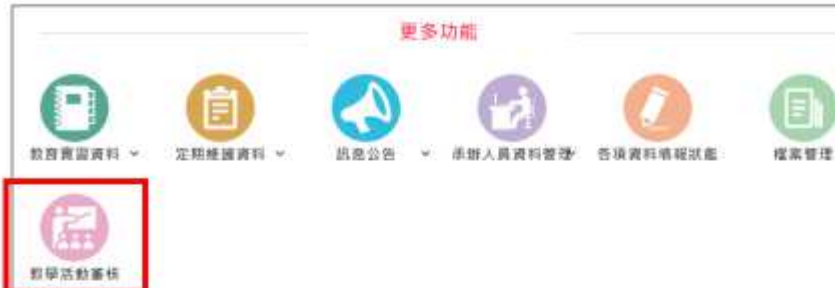 更多功能
教育實習資料
定期維護資料
訊息公告
承辦人員資料管理
各項資料填報狀態
檔案管理
教學活動審核